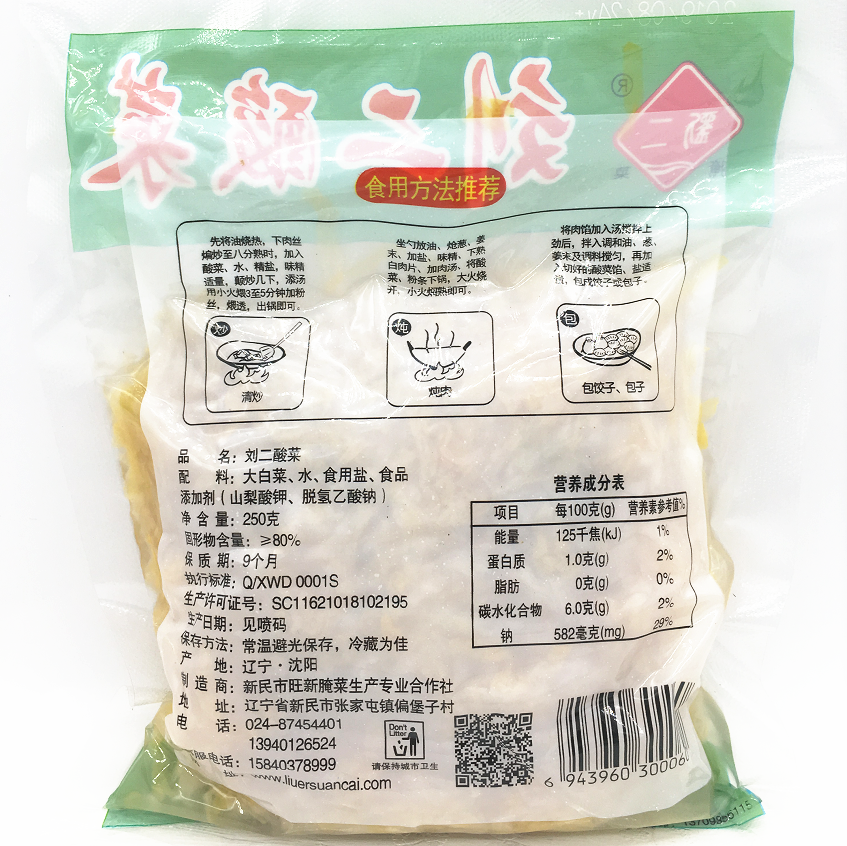 刘二酸菜
®
食用方法推荐
先将油烧热,下肉丝
煸炒至八分熟时,加入
酸菜、水、精盐,味精
适量,颠炒几下,添汤
用小火煨3至5分钟加粉
丝,煨透,出锅即可。
炒
清炒
坐勺放油、炝葱、姜
末、加盐、味精、下熟
白肉片、加肉汤,将酸
菜、粉条下锅,大火烧
开,小火焖熟即可。
炖
炖肉
将肉馅加入汤搅拌上
劲后,拌入调和油、葱、
姜末及调料搅匀,再加
入切好的酸菜馅、盐适
包,包成饺子或包子。
包
包饺子、包子
品 名:刘二酸菜
配 料:大白菜、水、食用盐、食品
添加剂(山梨酸钾、脱氢乙酸钠)
净 含 量:250克
固形物含量:≥80%
保 质 期:9个月
执行标准:Q/XWD 0001S
生产许可证号:SC11621018102195
生产日期:见喷码
保存方法:常温避光保存,冷藏为佳
产 地:辽宁·沈阳
制 造 商:新民市旺新腌菜生产专业合作社
地 址:辽宁省新民市张家屯镇偏堡子村
电 话:024-87454401
13940126524
电话:15840378999
www.liuersuancai.com
营养成分表
项目 每100克(g) 营养素参考值%
能量 125千焦(kJ) 1%
蛋白质 1.0克(g) 2%
脂肪 0克(g) 0%
碳水化合物 6.0克(g) 2%
钠 582毫克(mg) 29%
Don't
Litter
请保持城市卫生
6 943960 30006